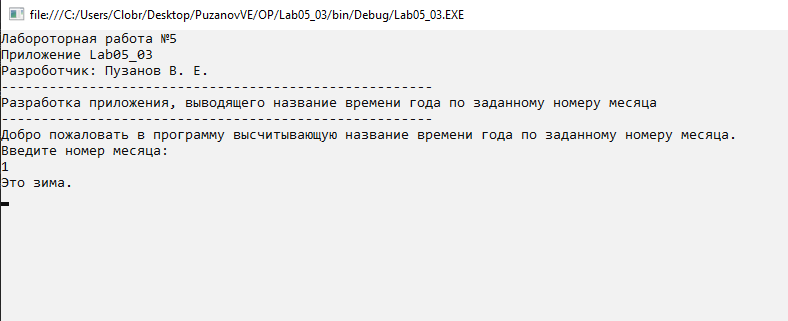 file:///C:/Users/Clobr/Desktop/PuzanovVE/OP/Lab05_03/bin/Debug/Lab05_03.EXE
Лабороторная работа №5
Приложение Lab05_03
Разроботчик: Пузанов В. Е.
------------------------------------------------------
Разработка приложения, выводящего название времени года по заданному номеру месяца
------------------------------------------------------
Добро пожаловать в программу высчитывающую название времени года по заданному номеру месяца.
Введите номер месяца:
1
Это зима.